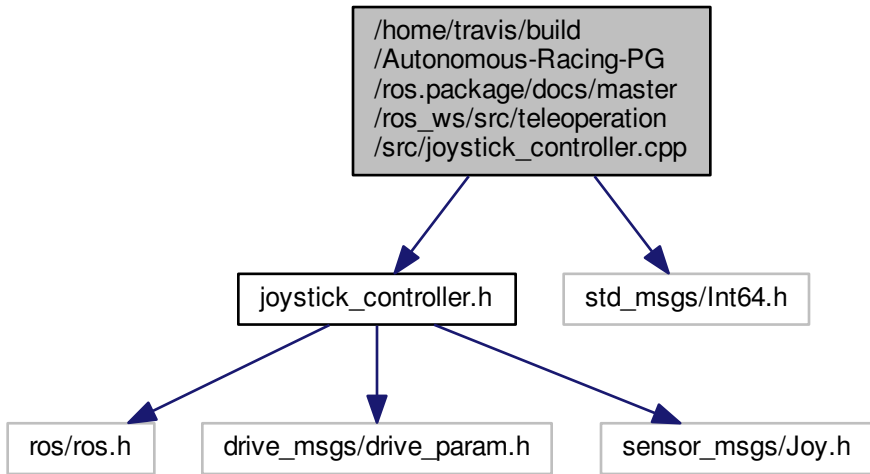 /home/travis/build
/Autonomous-Racing-PG
/ros.package/docs/master
/ros_ws/src/teleoperation
/src/joystick_controller.cpp
joystick_controller.h
std_msgs/Int64.h
ros/ros.h
drive_msgs/drive_param.h
sensor_msgs/Joy.h